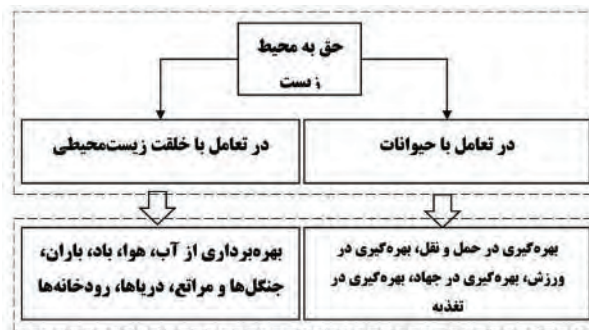 حق به محیط
زیست
در تعامل با حیوانات
در تعامل با خلقت زیست‌محیطی
بهره‌گیری در حمل و نقل، بهره‌گیری در
ورزش، بهره‌گیری در جهاد، بهره‌گیری در
تغذیه
بهره‌برداری از آب، هوا، باد، باران،
جنگل‌ها و مراتع، دریاها، رودخانه‌ها